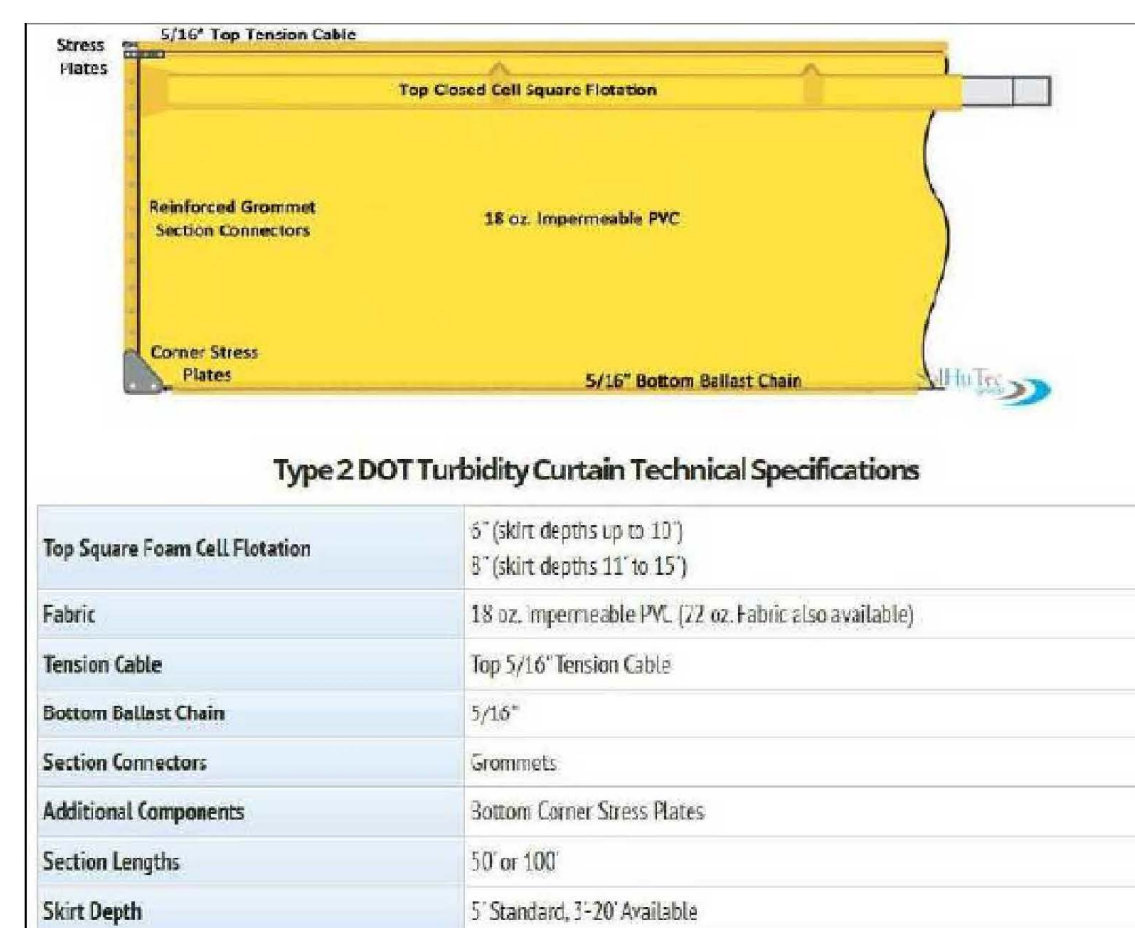 5/16" Top Tension Cable
Stress
Plates
Top Closed Cell Square Flotation
Reinforced Grommet
Section Connectors
18 oz. Impermeable PVC
Corner Stress
Plates
5/16" Bottom Ballast Chain
Type 2 DOT Turbidity Curtain Technical Specifications
Top Square Foam Cell Flotation
6" (skirt depths up to 10')
8" (skirt depths 11' to 15')
Fabric
18 oz. Impermeable PVC (22 oz. Fabric also available)
Tension Cable
Top 5/16" Tension Cable
Bottom Ballast Chain
5/16"
Section Connectors
Grommets
Additional Components
Bottom Corner Stress Plates
Section Lengths
50' or 100'
Skirt Depth
5' Standard, 3'-20' Available